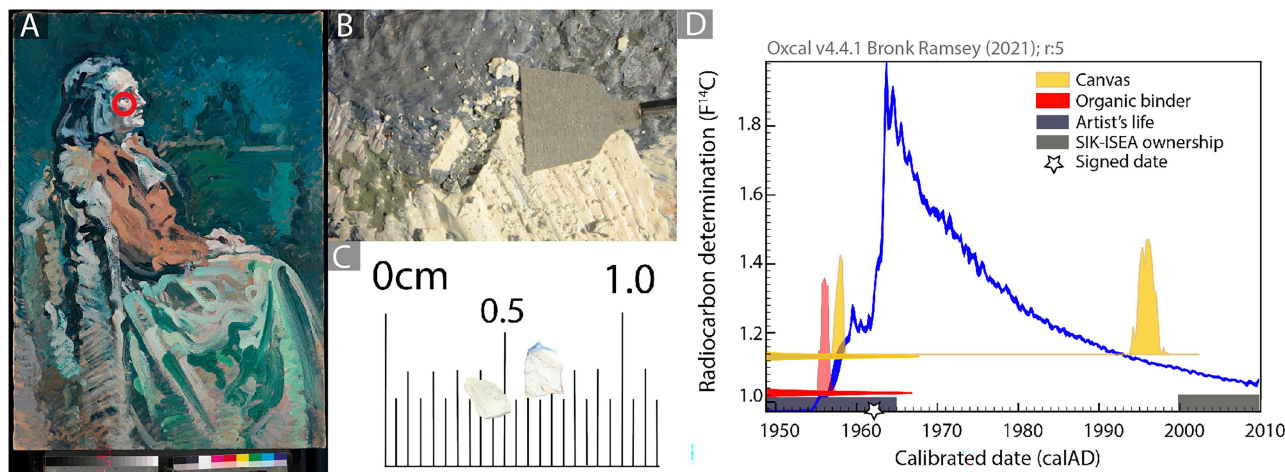 A
B
C
0cm
0.5
1.0
D
Oxcal v4.4.1 Bronk Ramsey (2021); r:5
Canvas
Organic binder
Artist's life
SIK-ISEA ownership
Signed date
Radiocarbon determination (F¹⁴C)
1.8
1.6
1.4
1.2
1.0
1950
1960
1970
1980
1990
2000
2010
Calibrated date (calAD)